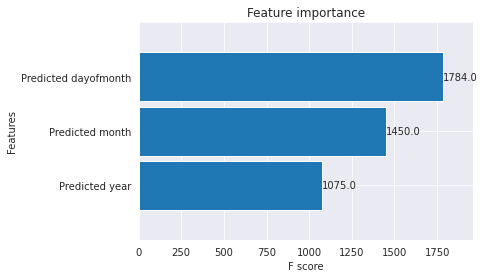 Feature importance
Features
Predicted dayofmonth
1784.0
Predicted month
1450.0
Predicted year
1075.0
0 250 500 750 1000 1250 1500 1750
F score